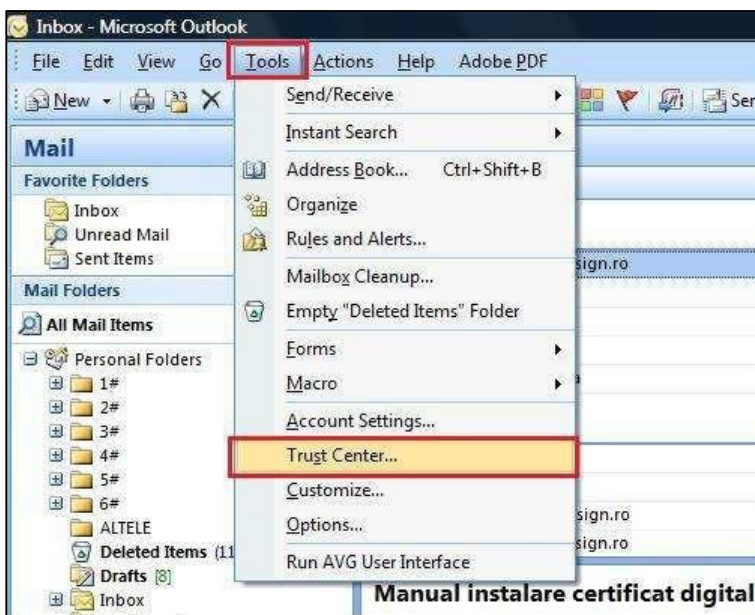 Inbox - Microsoft Outlook
File Edit View Go Tools Actions Help Adobe PDF
New
Mail
Favorite Folders
Inbox
Unread Mail
Sent Items
Mail Folders
All Mail Items
Personal Folders
1#
2#
3#
4#
5#
6#
ALTELE
Deleted Items (11
Drafts [8]
Inbox
Send/Receive
Instant Search
Address Book... Ctrl+Shift+B
Organize
Rules and Alerts...
Mailbox Cleanup...
Empty "Deleted Items" Folder
Forms
Macro
Account Settings...
Trust Center...
Customize...
Options...
Run AVG User Interface
Ser
sign.ro
sign.ro
sign.ro
Manual instalare certificat digital